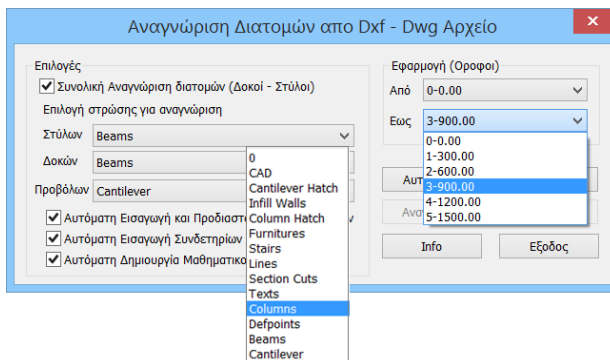 Αναγνώριση Διατομών απο Dxf - Dwg Αρχείο
Επιλογές
Συνολική Αναγνώριση διατομών (Δοκοί - Στύλοι)
Επιλογή στρώσης για αναγνώριση
Στύλων Beams
Δοκών Beams
Προβόλων Cantilever
Αυτόματη Εισαγωγή και
Αυτόματη Εισαγωγή Συνδετηρίων
Αυτόματη Δημιουργία
0
CAD
Cantilever Hatch
Infill Walls
Column Hatch
Furnitures
Stairs
Lines
Section Cuts
Texts
Columns
Defpoints
Beams
Cantilever
Εφαρμογή (Οροφοι)
Από 0-0.00
Εως 3-900.00
0-0.00
1-300.00
2-600.00
3-900.00
4-1200.00
5-1500.00
Info
Εξοδος